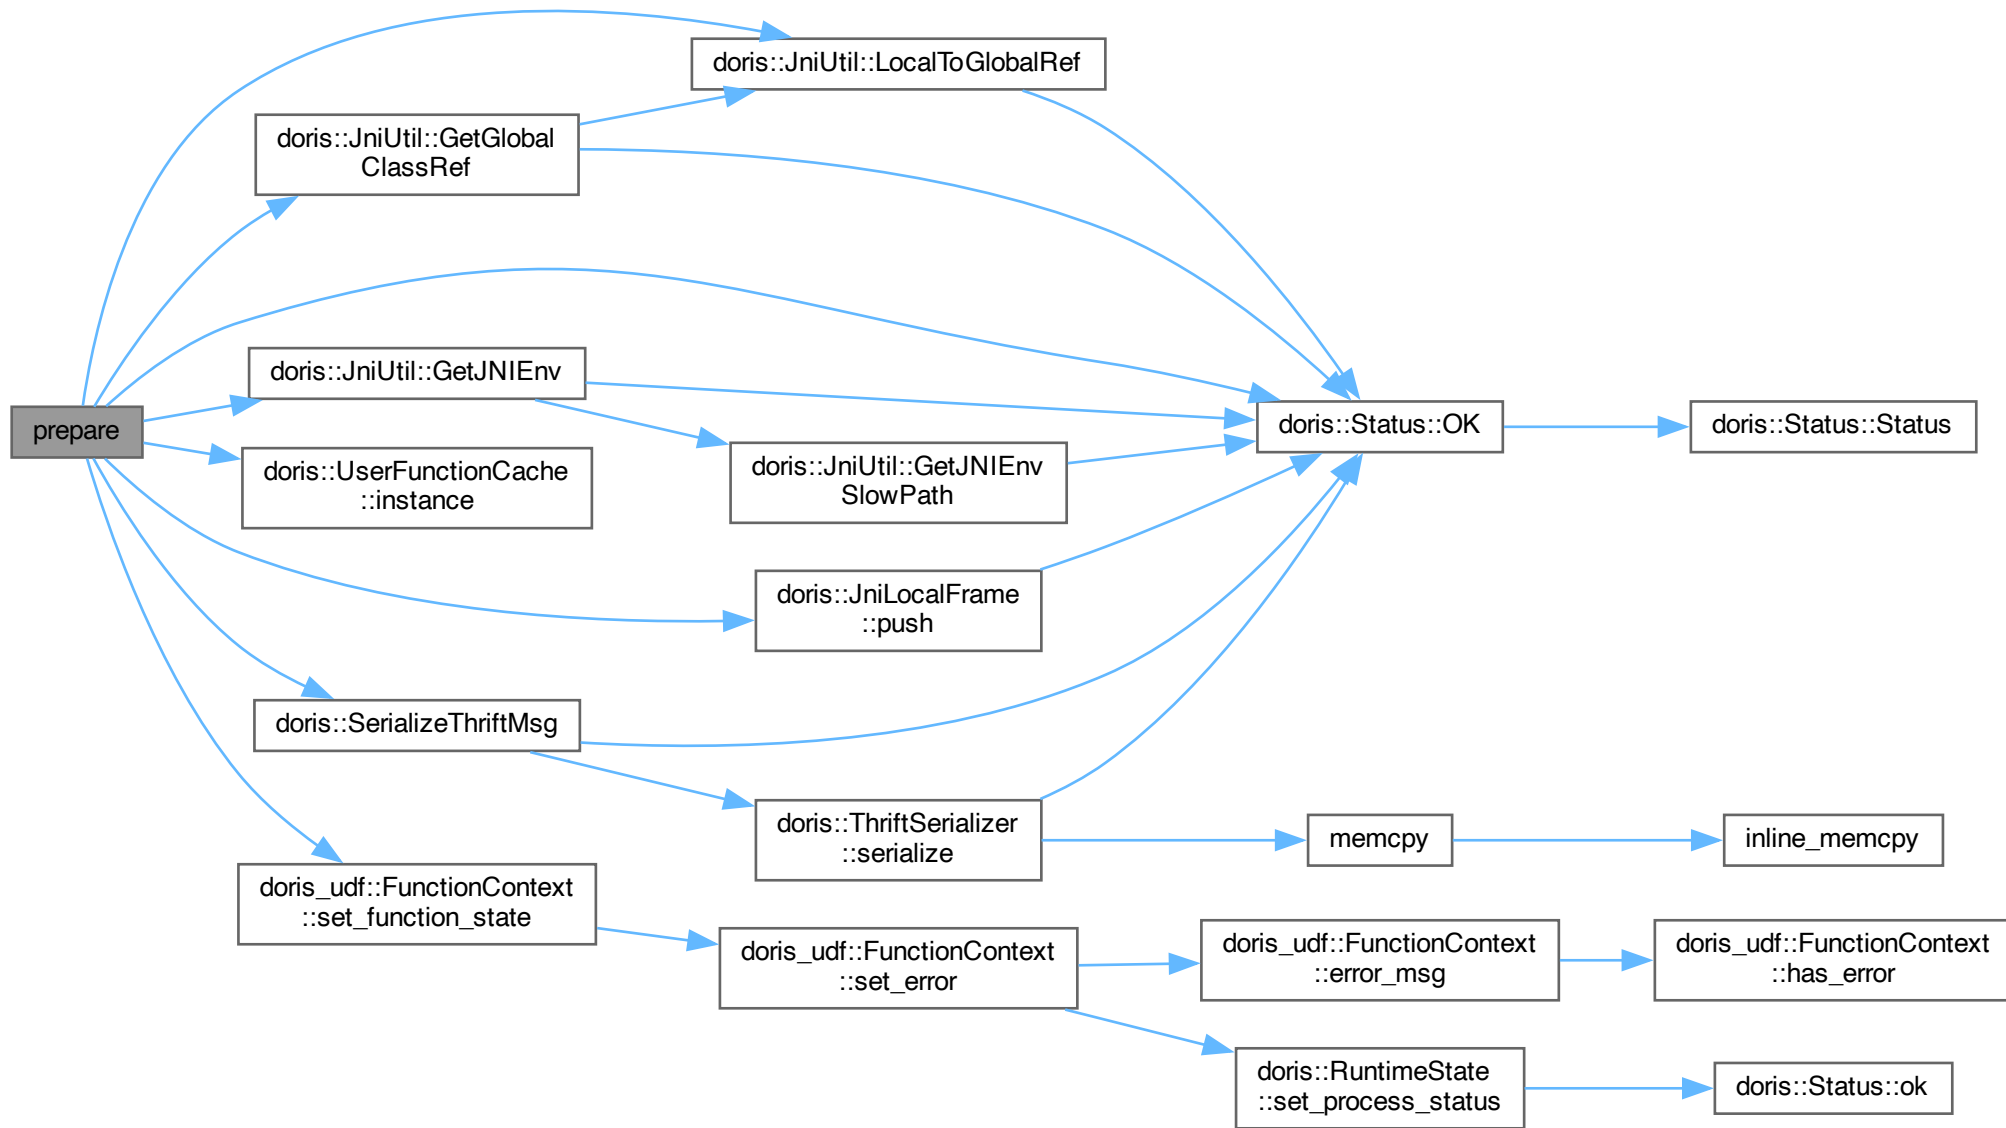 prepare
doris::JniUtil::LocalToGlobalRef
doris::JniUtil::GetGlobal
ClassRef
doris::JniUtil::GetJNIEnv
doris::UserFunctionCache
::instance
doris::JniUtil::GetJNIEnv
SlowPath
doris::Status::OK
doris::Status::Status
doris::JniLocalFrame
::push
doris::SerializeThriftMsg
doris::ThriftSerializer
::serialize
memcpy
inline_memcpy
doris_udf::FunctionContext
::set_function_state
doris_udf::FunctionContext
::set_error
doris_udf::FunctionContext
::error_msg
doris_udf::FunctionContext
::has_error
doris::RuntimeState
::set_process_status
doris::Status::ok